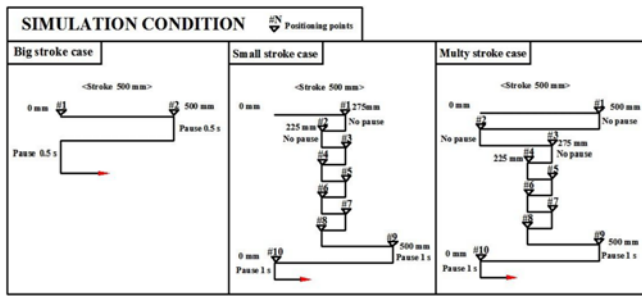 SIMULATION CONDITION
#N
Positioning points
Big stroke case
<Stroke 500 mm>
0 mm #1 #2 500 mm
Pause 0.5 s
Pause 0.5 s
Small stroke case
<Stroke 500 mm>
0 mm #1 275mm
#2 No pause
225 mm
No pause #3
#4
#5
#6
#7
#8
#9
0 mm #10 500 mm
Pause 1 s Pause 1 s
Multy stroke case
<Stroke 500 mm>
0 mm #1 500 mm
#2 No pause
No pause #3 275 mm
#4 No pause
225 mm
#5
#6
#7
#8
#9
0 mm #10 500 mm
Pause 1 s Pause 1 s